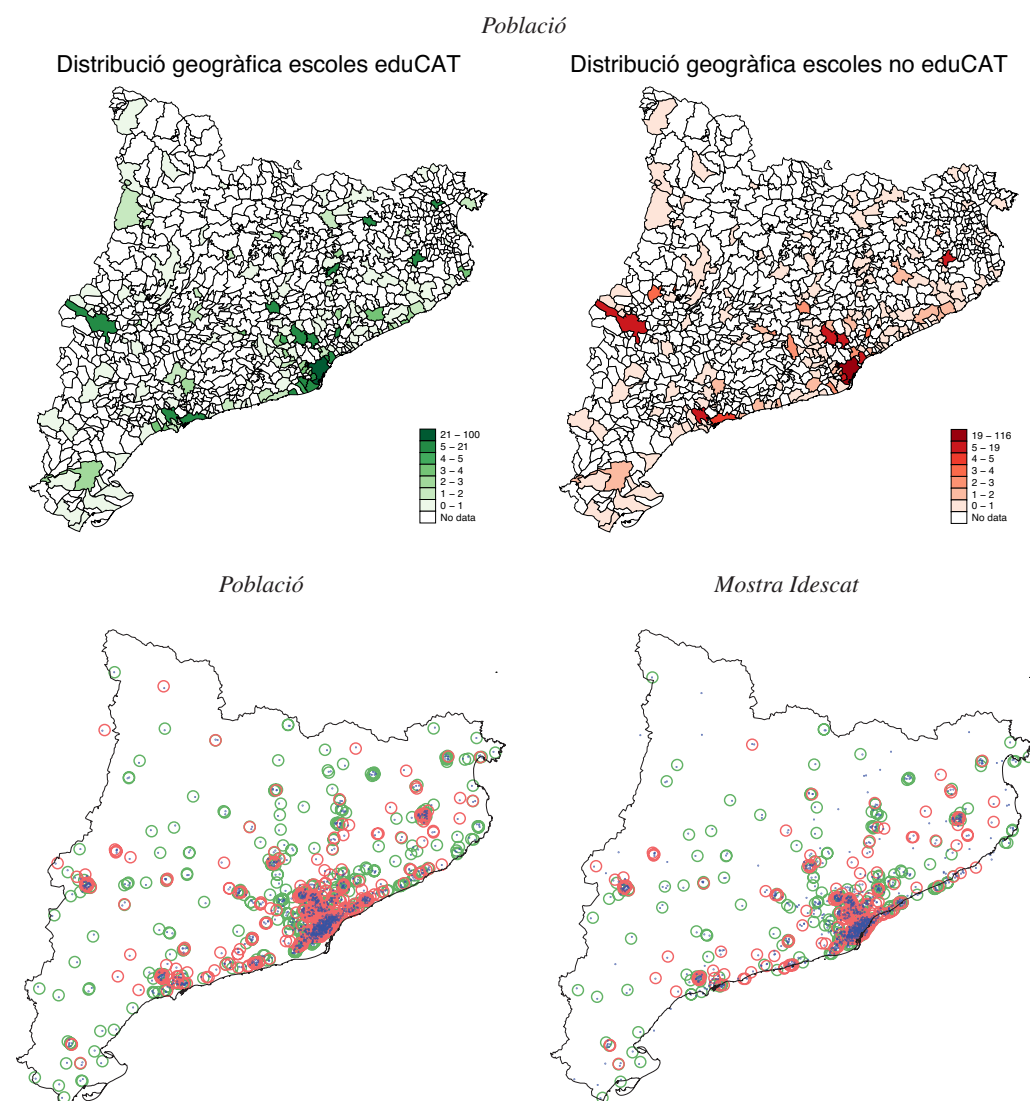 Població
Distribució geogràfica escoles eduCAT
Distribució geogràfica escoles no eduCAT
21 – 100
5 – 21
4 – 5
3 – 4
2 – 3
1 – 2
0 – 1
No data
19 – 116
5 – 19
4 – 5
3 – 4
2 – 3
1 – 2
0 – 1
No data
Població
Mostra Idescat